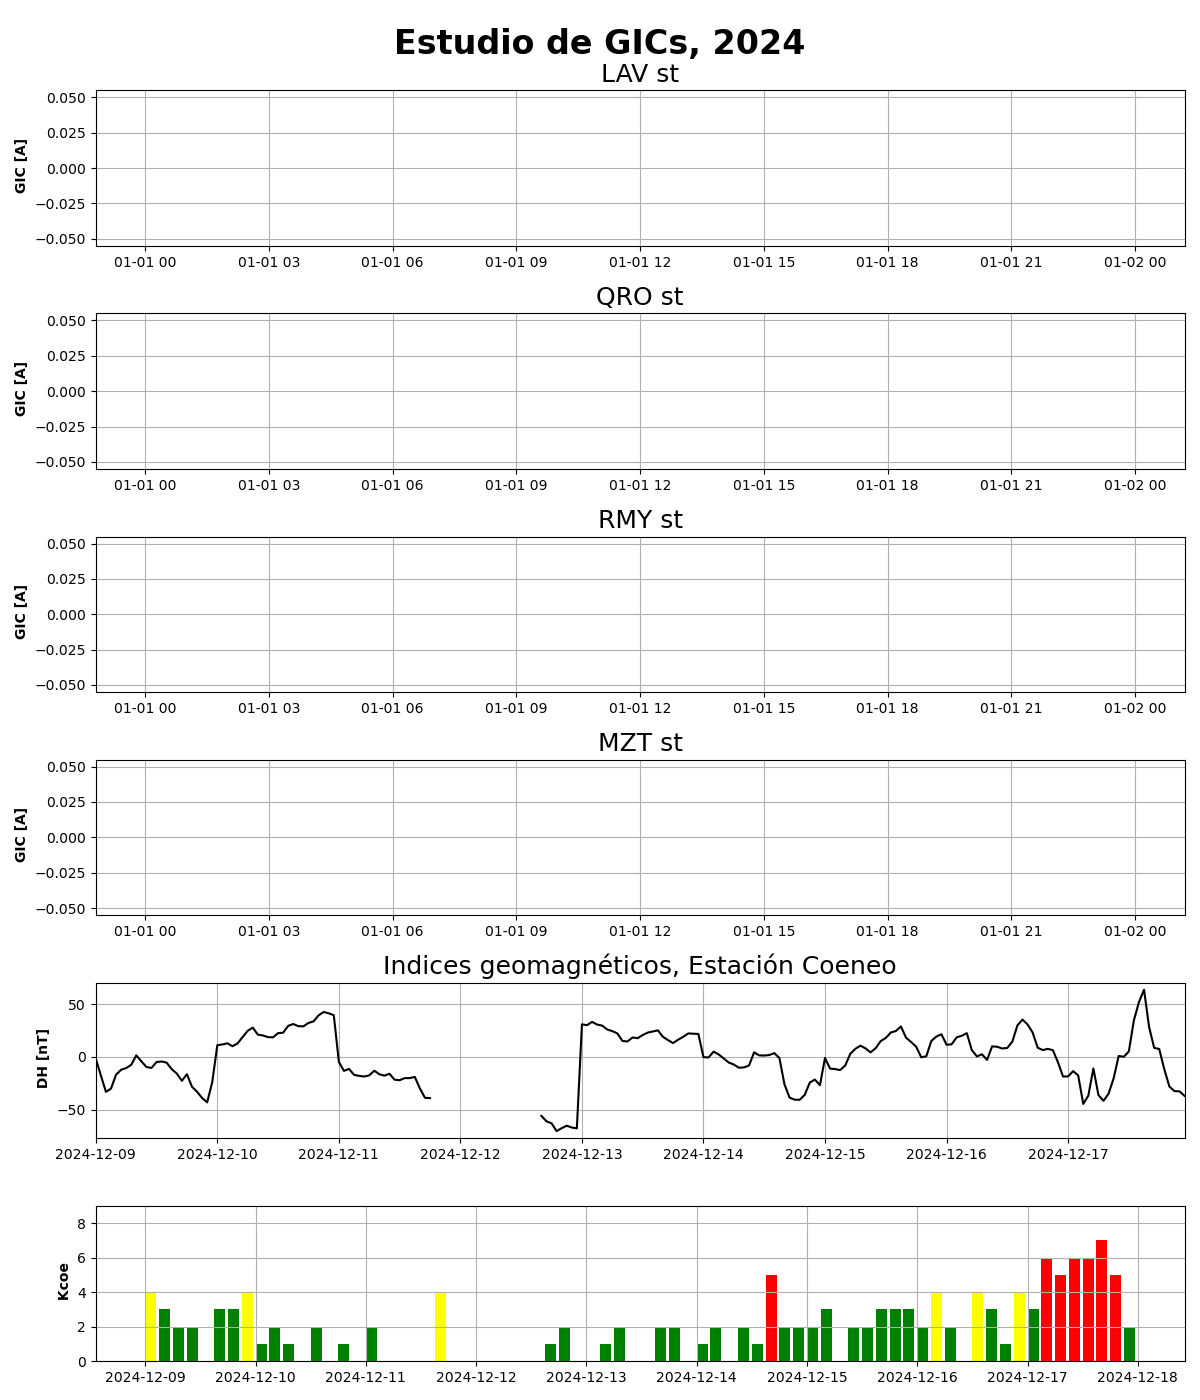 Estudio de GICs, 2024
LAV st
GIC [A]
0.050
0.025
0.000
−0.025
−0.050
01-01 00 01-01 03 01-01 06 01-01 09 01-01 12 01-01 15 01-01 18 01-01 21 01-02 00
QRO st
GIC [A]
0.050
0.025
0.000
−0.025
−0.050
01-01 00 01-01 03 01-01 06 01-01 09 01-01 12 01-01 15 01-01 18 01-01 21 01-02 00
RMY st
GIC [A]
0.050
0.025
0.000
−0.025
−0.050
01-01 00 01-01 03 01-01 06 01-01 09 01-01 12 01-01 15 01-01 18 01-01 21 01-02 00
MZT st
GIC [A]
0.050
0.025
0.000
−0.025
−0.050
01-01 00 01-01 03 01-01 06 01-01 09 01-01 12 01-01 15 01-01 18 01-01 21 01-02 00
Indices geomagnéticos, Estación Coeneo
DH [nT]
50
0
−50
2024-12-09 2024-12-10 2024-12-11 2024-12-12 2024-12-13 2024-12-14 2024-12-15 2024-12-16 2024-12-17
Kcoe
8
6
4
2
0
2024-12-09 2024-12-10 2024-12-11 2024-12-12 2024-12-13 2024-12-14 2024-12-15 2024-12-16 2024-12-17 2024-12-18